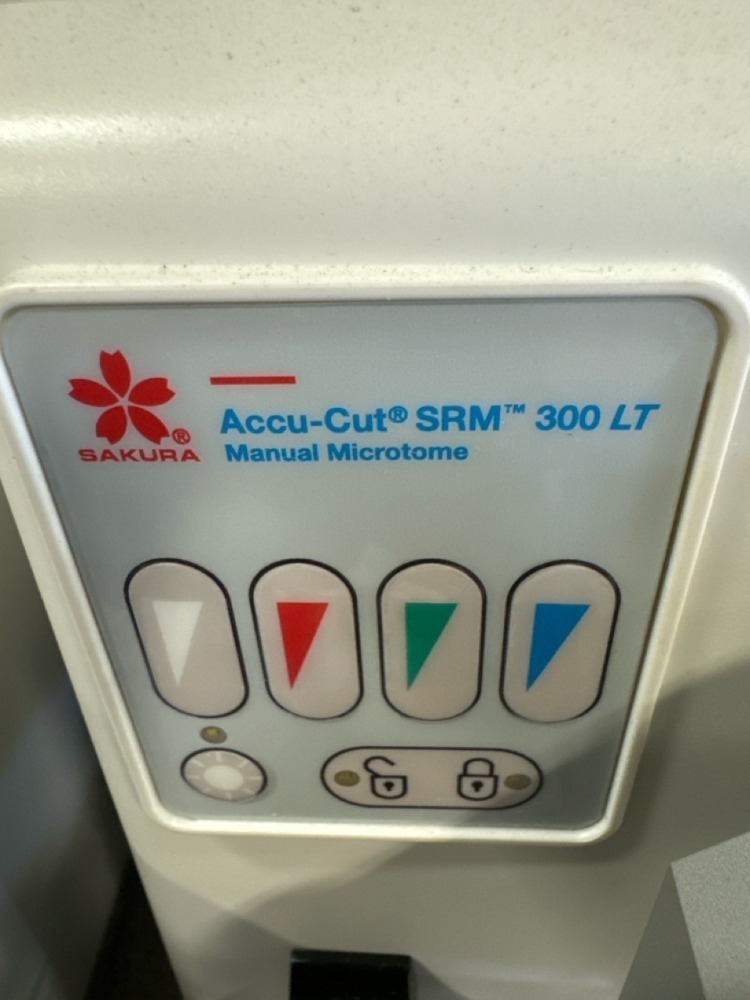 Accu-Cut® SRM™ 300 LT
SAKURA®
Manual Microtome